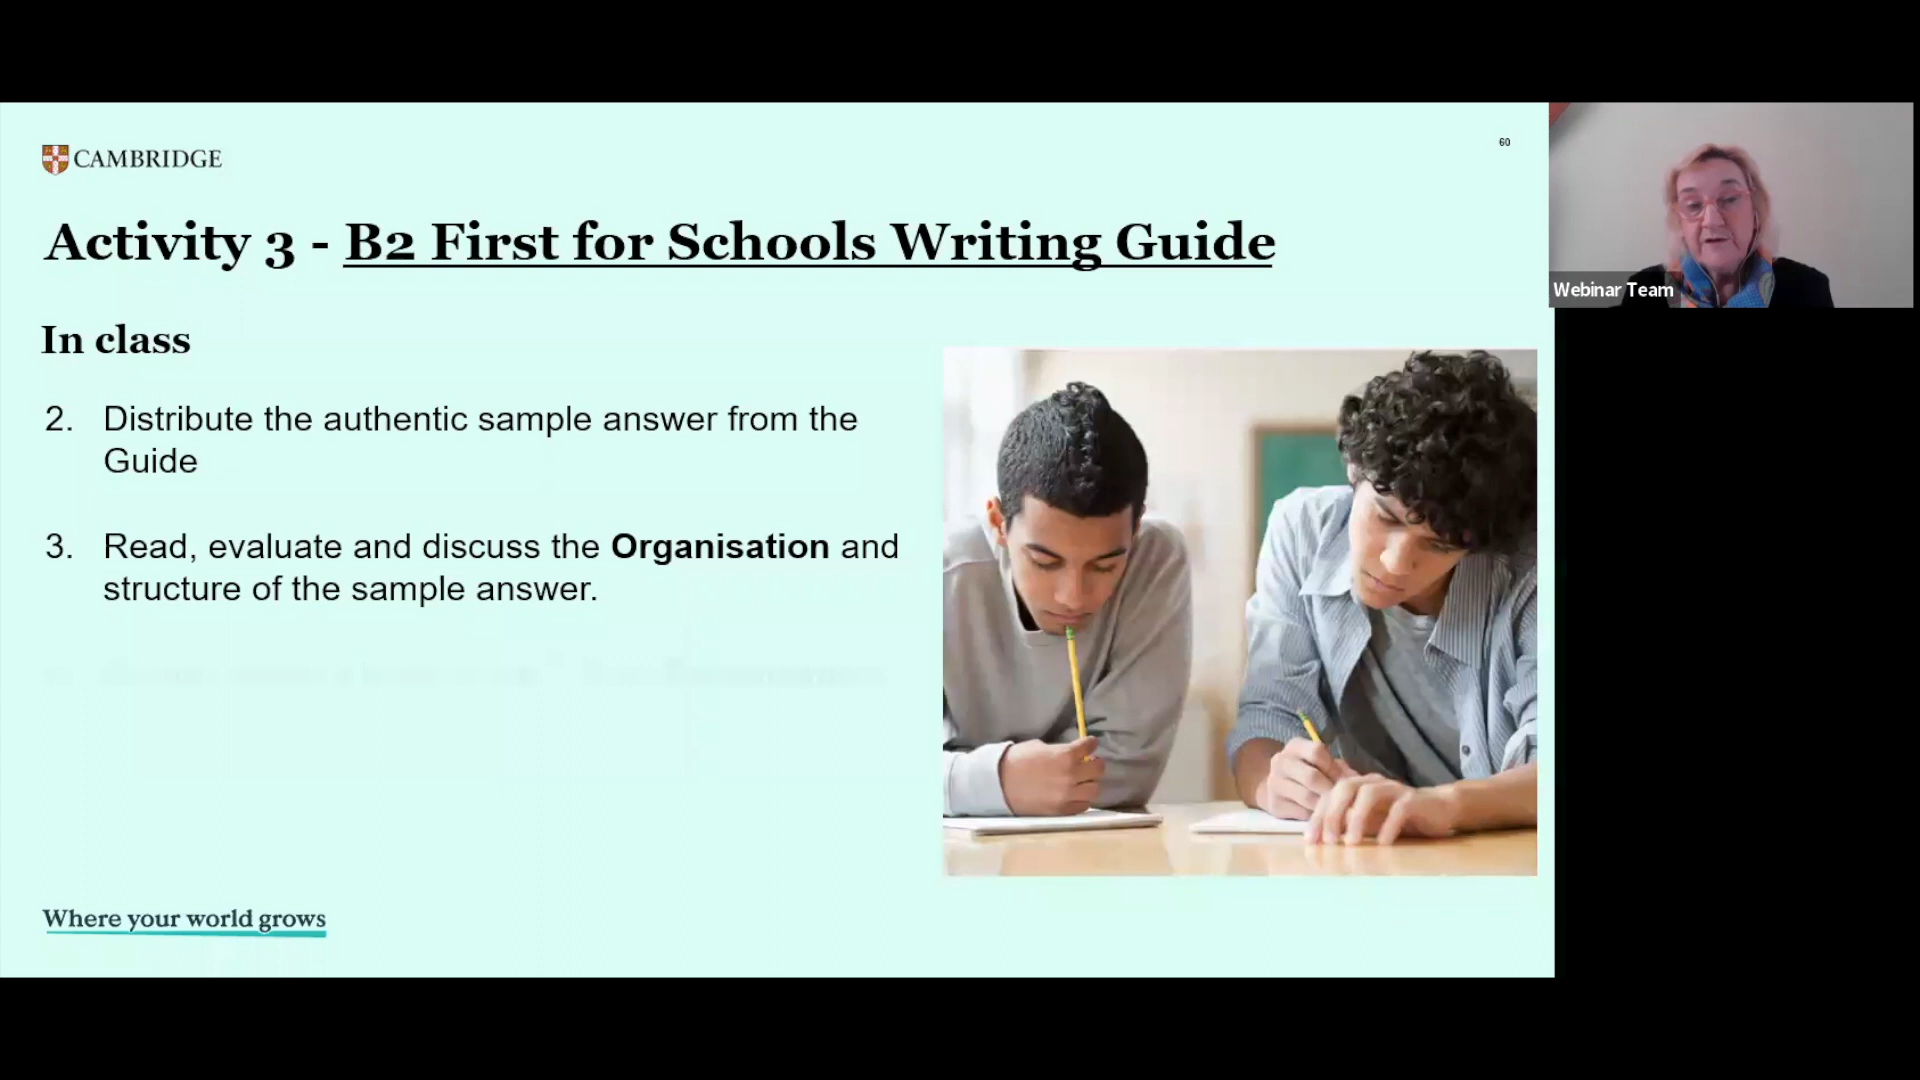 CAMBRIDGE
60
Activity 3 - B2 First for Schools Writing Guide
In class
2. Distribute the authentic sample answer from the
Guide
3. Read, evaluate and discuss the Organisation and
structure of the sample answer.
Where your world grows
Webinar Team